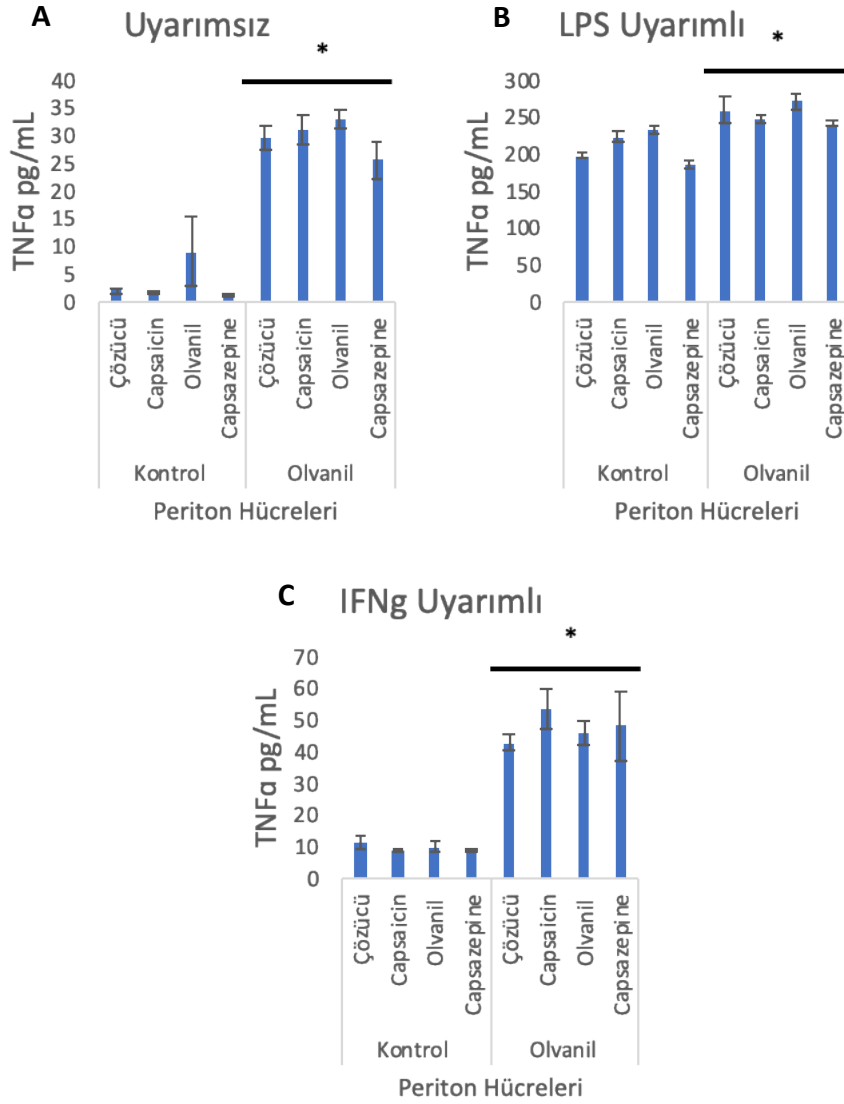 A
Uyarımsız
*
TNFα pg/mL
40
35
30
25
20
15
10
5
0
Çözücü
Capsaicin
Olvanil
Capsazepine
Çözücü
Capsaicin
Olvanil
Capsazepine
Kontrol
Olvanil
Periton Hücreleri
B
LPS Uyarımlı
*
TNFα pg/mL
300
250
200
150
100
50
0
Çözücü
Capsaicin
Olvanil
Capsazepine
Çözücü
Capsaicin
Olvanil
Capsazepine
Kontrol
Olvanil
Periton Hücreleri
C
IFNg Uyarımlı
*
TNFα pg/mL
70
60
50
40
30
20
10
0
Çözücü
Capsaicin
Olvanil
Capsazepine
Çözücü
Capsaicin
Olvanil
Capsazepine
Kontrol
Olvanil
Periton Hücreleri